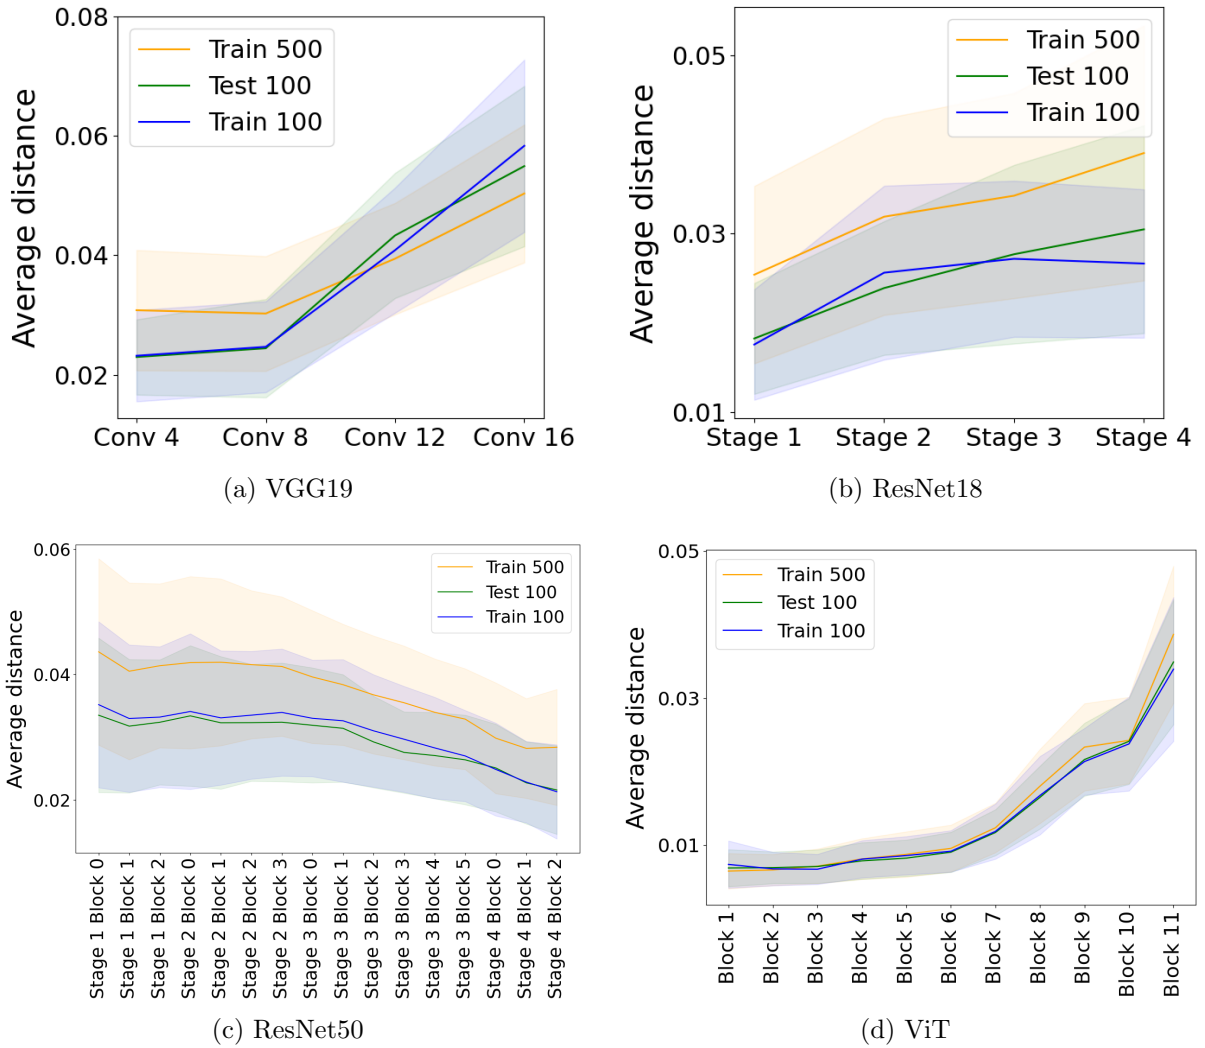 Average distance
0.08
0.06
0.04
0.02
Train 500
Test 100
Train 100
Conv 4
Conv 8
Conv 12
Conv 16
(a) VGG19
Average distance
0.05
0.03
0.01
Train 500
Test 100
Train 100
Stage 1
Stage 2
Stage 3
Stage 4
(b) ResNet18
Average distance
0.06
0.04
0.02
Train 500
Test 100
Train 100
Stage 1 Block 0
Stage 1 Block 1
Stage 1 Block 2
Stage 2 Block 0
Stage 2 Block 1
Stage 2 Block 2
Stage 2 Block 3
Stage 3 Block 0
Stage 3 Block 1
Stage 3 Block 2
Stage 3 Block 3
Stage 3 Block 4
Stage 3 Block 5
Stage 4 Block 0
Stage 4 Block 1
Stage 4 Block 2
(c) ResNet50
Average distance
0.05
0.03
0.01
Train 500
Test 100
Train 100
Block 1
Block 2
Block 3
Block 4
Block 5
Block 6
Block 7
Block 8
Block 9
Block 10
Block 11
(d) ViT